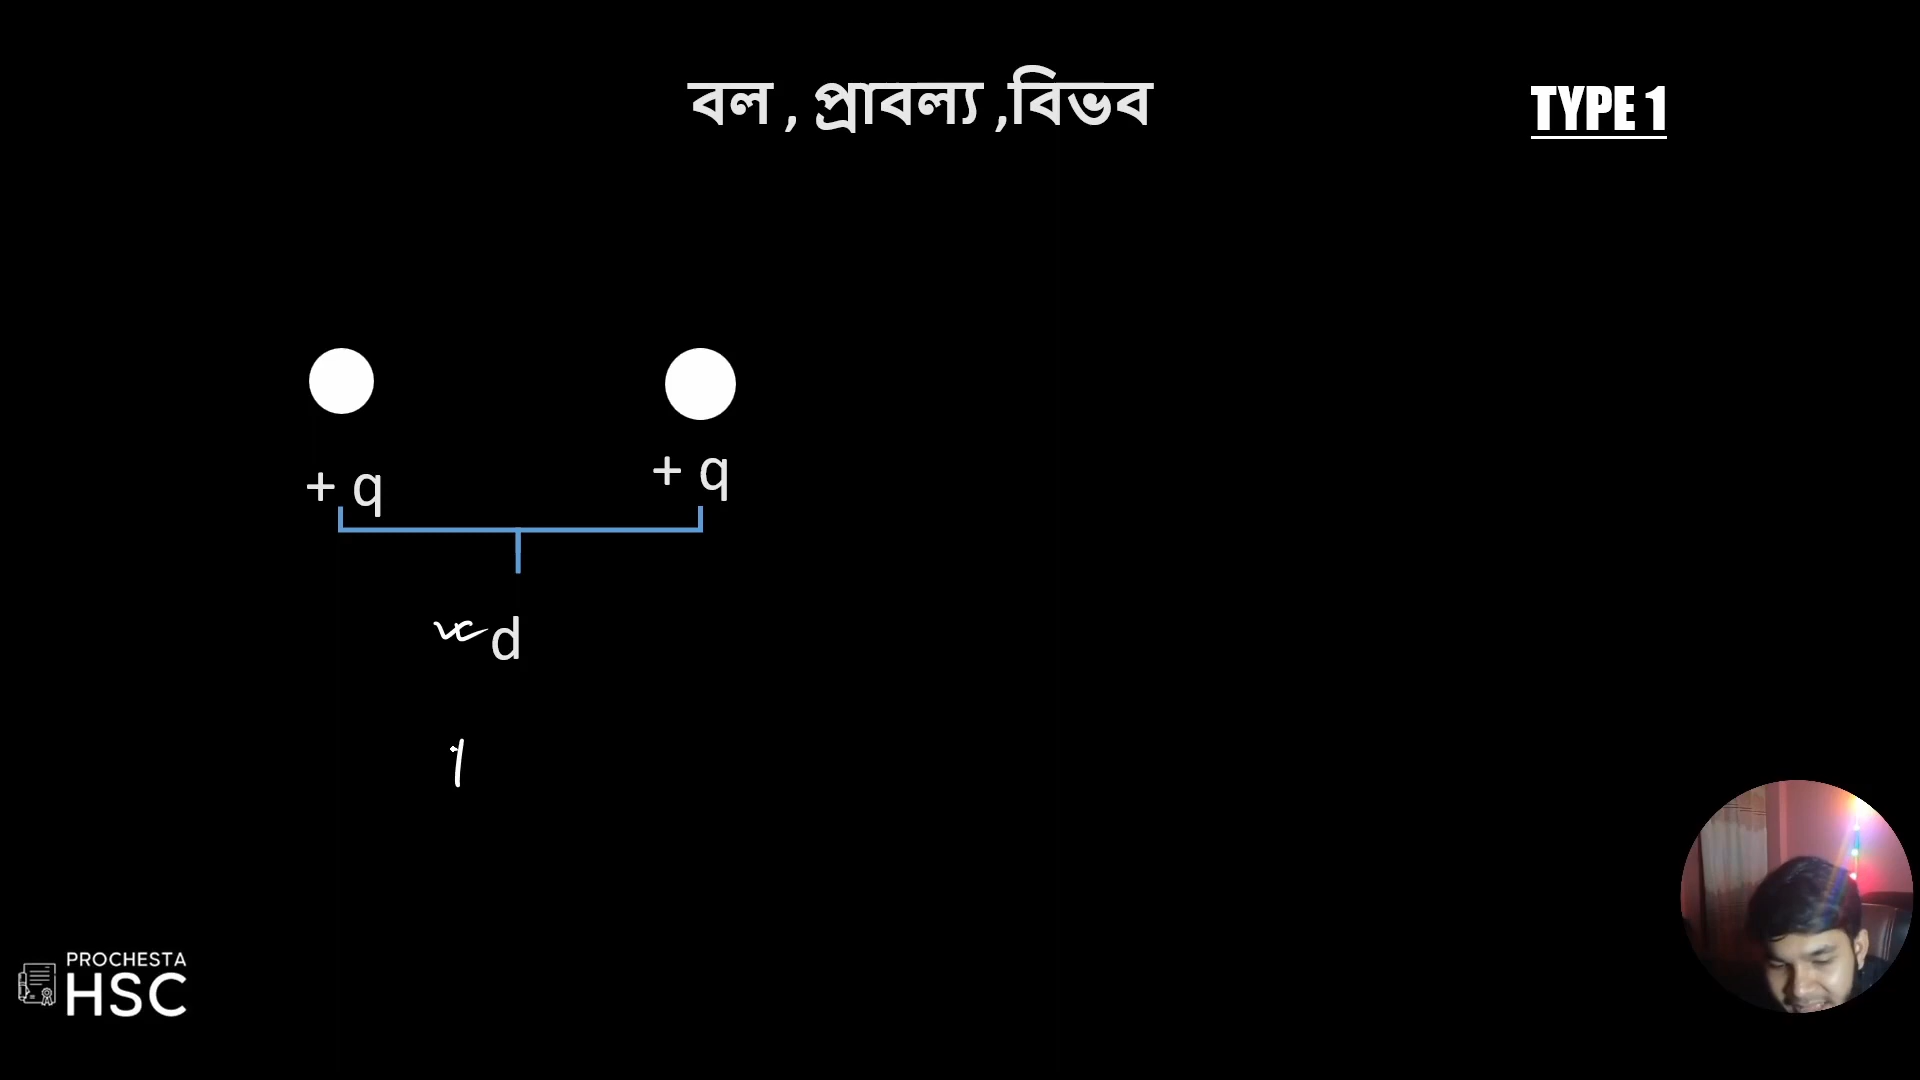 বল , প্রাবল্য ,বিভব
TYPE 1
+ q
+ q
d
PROCHESTA
HSC